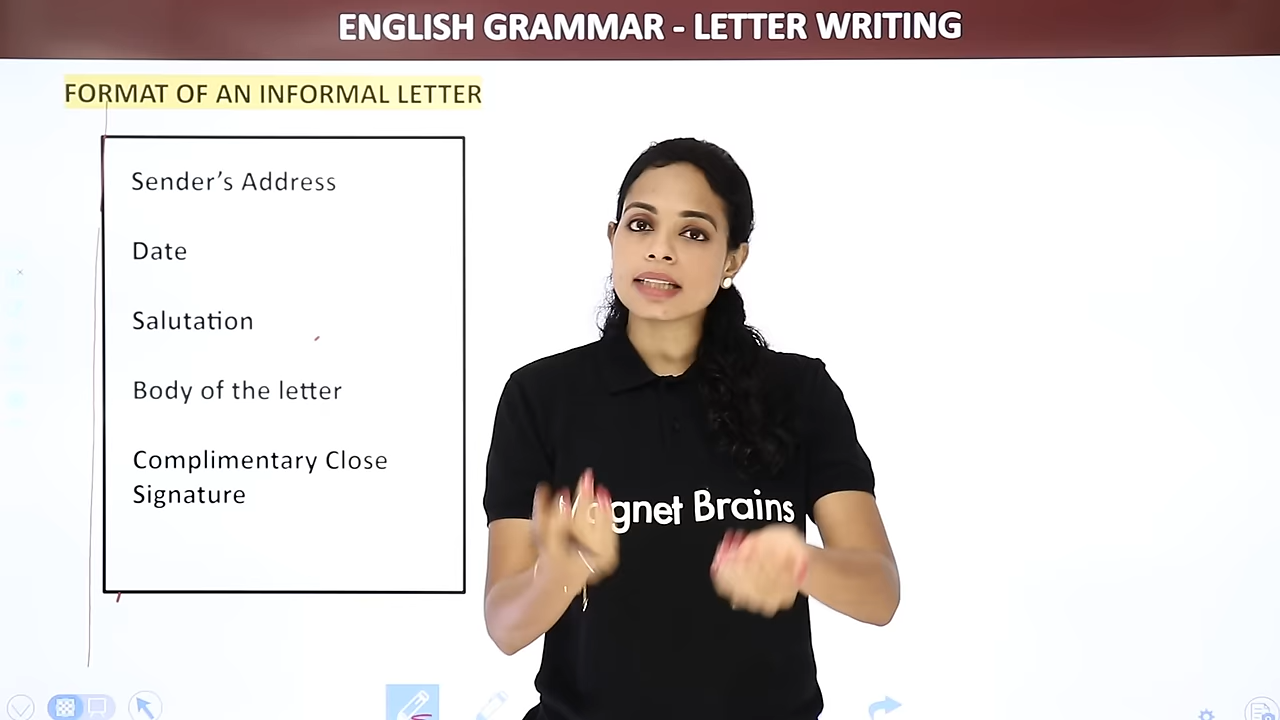 ENGLISH GRAMMAR - LETTER WRITING
FORMAT OF AN INFORMAL LETTER
Sender's Address
Date
Salutation
Body of the letter
Complimentary Close
Signature
Magnet Brains